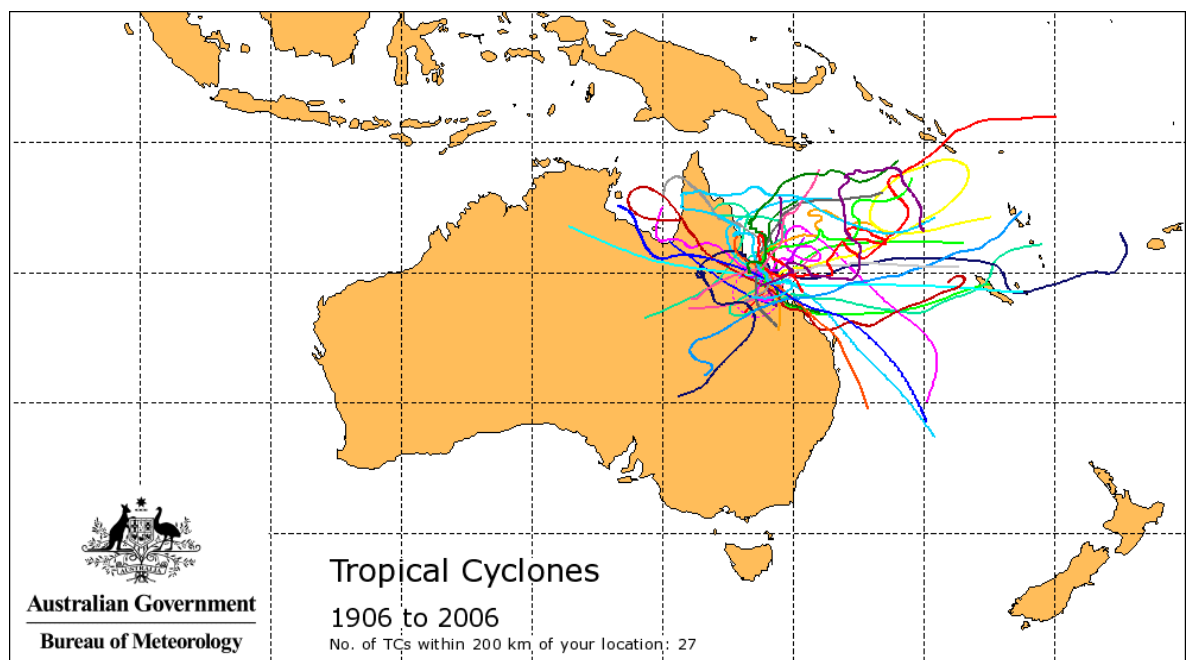 Tropical Cyclones
1906 to 2006
No. of TCs within 200 km of your location: 27
AUSTRALIA
Australian Government
Bureau of Meteorology